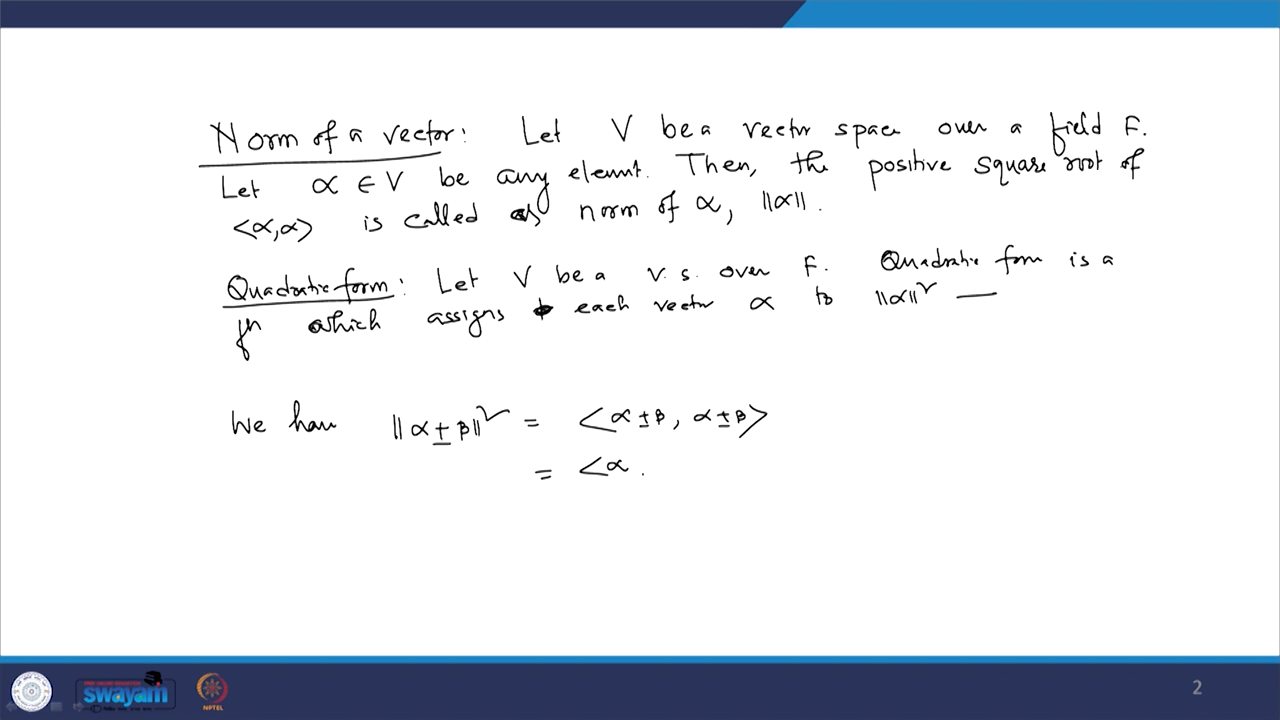 Norm of a vector: Let V be a vector space over a field F.
Let α ∈ V be any element. Then, the positive square root of
<α,α> is called as norm of α, ||α||.
Quadratic form: Let V be a v.s. over F. Quadratic form is a
fn which assigns each vector α to ||α||² —
We have ||α ± β||² = <α ± β, α ± β>
= <α
swayam
NPTEL
2